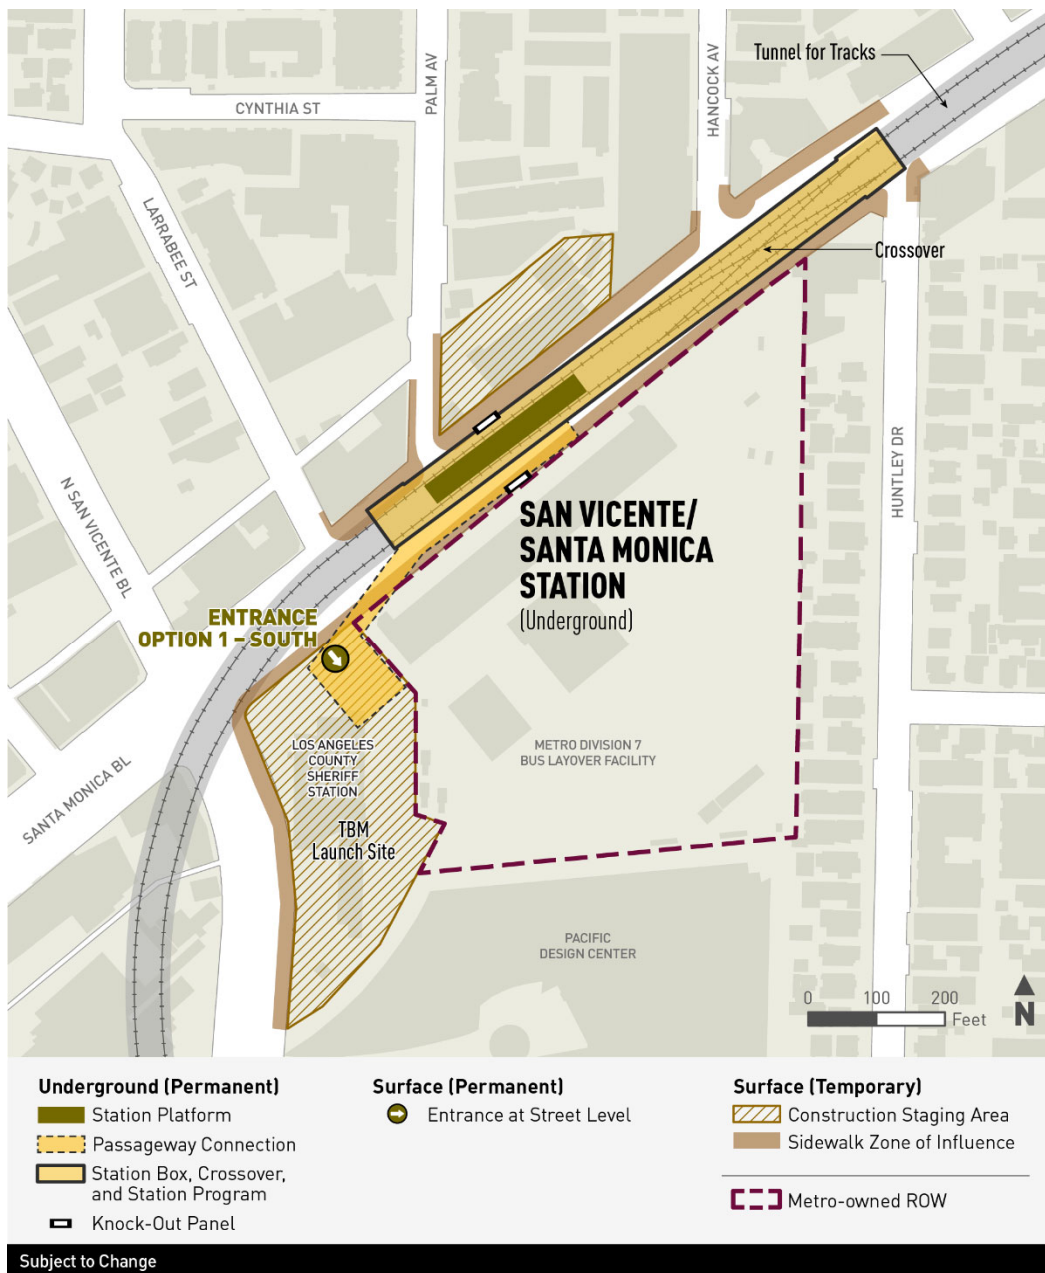 Tunnel for Tracks
CYNTHIA ST
PALM AV
HANCOCK AV
LARRABEE ST
Crossover
N SAN VICENTE BL
HUNTLEY DR
SAN VICENTE/
SANTA MONICA
STATION
(Underground)
ENTRANCE
OPTION 1 – SOUTH
LOS ANGELES
COUNTY
SHERIFF
STATION
METRO DIVISION 7
BUS LAYOVER FACILITY
SANTA MONICA BL
TBM
Launch Site
PACIFIC
DESIGN CENTER
0 100 200
Feet
N
Underground (Permanent)
Station Platform
Passageway Connection
Station Box, Crossover,
and Station Program
Knock-Out Panel
Surface (Permanent)
Entrance at Street Level
Surface (Temporary)
Construction Staging Area
Sidewalk Zone of Influence
Metro-owned ROW
Subject to Change